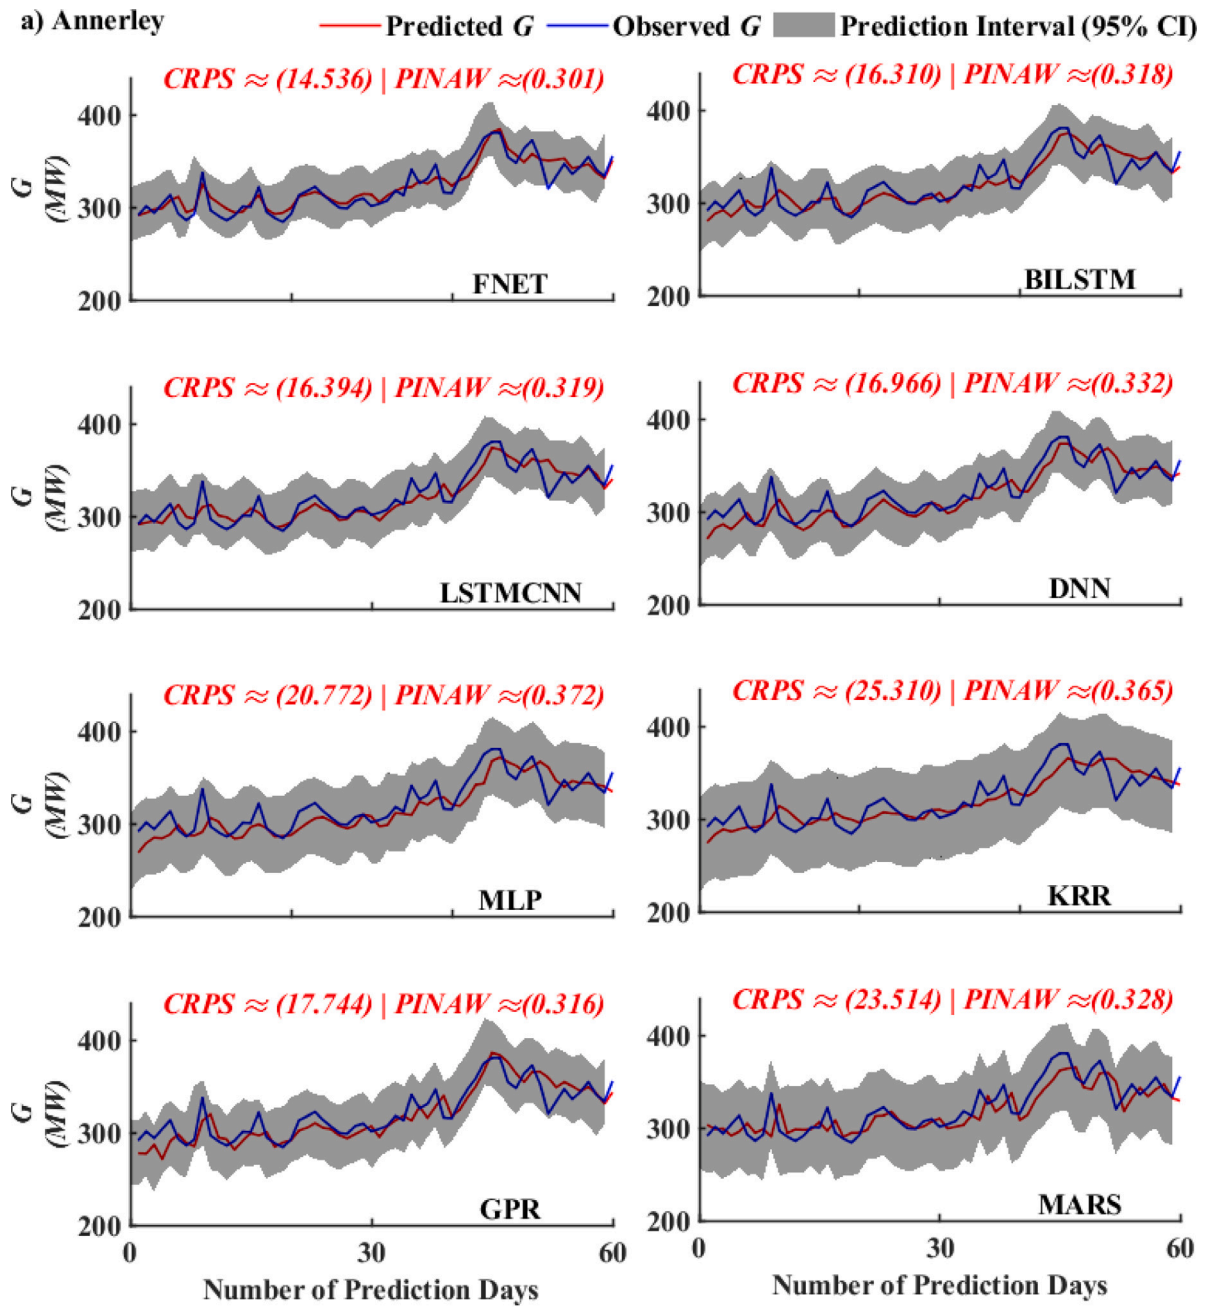 a) Annerley
Predicted G Observed G Prediction Interval (95% CI)
CRPS ≈ (14.536) | PINAW ≈(0.301)
400
300
200
G
(MW)
FNET
CRPS ≈ (16.310) | PINAW ≈(0.318)
400
300
200
BILSTM
CRPS ≈ (16.394) | PINAW ≈(0.319)
400
300
200
G
(MW)
LSTMCNN
CRPS ≈ (16.966) | PINAW ≈(0.332)
400
300
200
DNN
CRPS ≈ (20.772) | PINAW ≈(0.372)
400
300
200
G
(MW)
MLP
CRPS ≈ (25.310) | PINAW ≈(0.365)
400
300
200
KRR
CRPS ≈ (17.744) | PINAW ≈(0.316)
400
300
200
G
(MW)
GPR
0 30 60
Number of Prediction Days
CRPS ≈ (23.514) | PINAW ≈(0.328)
400
300
200
MARS
0 30 60
Number of Prediction Days